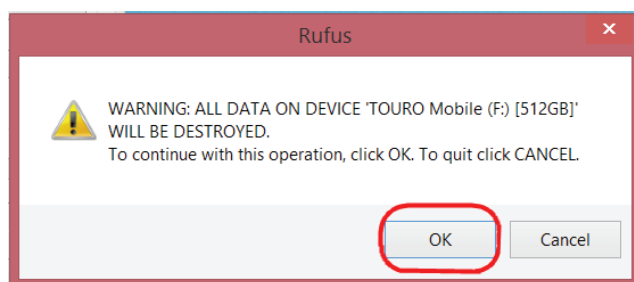 Rufus
WARNING: ALL DATA ON DEVICE 'TOURO Mobile (F:) [512GB]'
WILL BE DESTROYED.
To continue with this operation, click OK. To quit click CANCEL.
OK
Cancel